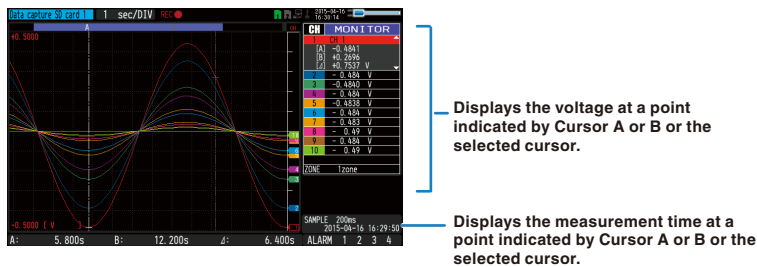 Data capture SD card 1 1 sec/DIV REC 2015-04-16 16:30:14
A CH CH MONITOR
+0.5000 1 CH 1
[A] -0.4841
[B] +0.2696
[⊿] +0.7537 V
2 - 0.484 V
3 - 0.4840 V
4 - 0.484 V
5 - 0.4838 V
6 - 0.484 V
7 - 0.483 V
8 - 0.49 V
9 - 0.484 V
10 - 0.49 V
ZONE 1zone
-0.5000 [ V ]
SAMPLE 200ms
2015-04-16 16:29:50
A: 5.800s B: 12.200s ⊿: 6.400s ALARM 1 2 3 4
Displays the voltage at a point
indicated by Cursor A or B or the
selected cursor.
Displays the measurement time at a
point indicated by Cursor A or B or the
selected cursor.